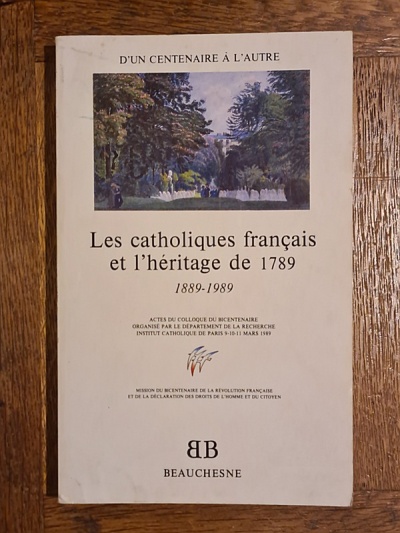 D'UN CENTENAIRE À L'AUTRE
Les catholiques français
et l'héritage de 1789
1889-1989
ACTES DU COLLOQUE DU BICENTENAIRE
ORGANISÉ PAR LE DÉPARTEMENT DE LA RECHERCHE
INSTITUT CATHOLIQUE DE PARIS 9-10-11 MARS 1989
MISSION DU BICENTENAIRE DE LA RÉVOLUTION FRANÇAISE
ET DE LA DÉCLARATION DES DROITS DE L'HOMME ET DU CITOYEN
BB
BEAUCHESNE